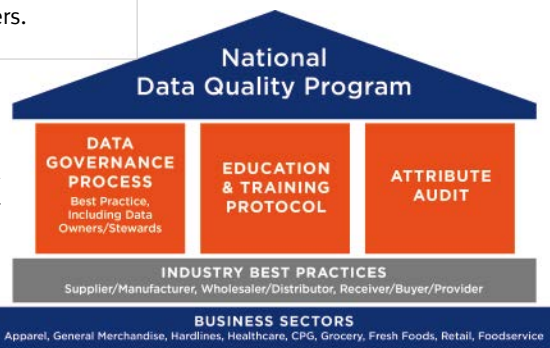 ers.
National
Data Quality Program
DATA
GOVERNANCE
PROCESS
Best Practice,
Including Data
Owners/Stewards
EDUCATION
& TRAINING
PROTOCOL
ATTRIBUTE
AUDIT
INDUSTRY BEST PRACTICES
Supplier/Manufacturer, Wholesaler/Distributor, Receiver/Buyer/Provider
BUSINESS SECTORS
Apparel, General Merchandise, Hardlines, Healthcare, CPG, Grocery, Fresh Foods, Retail, Foodservice